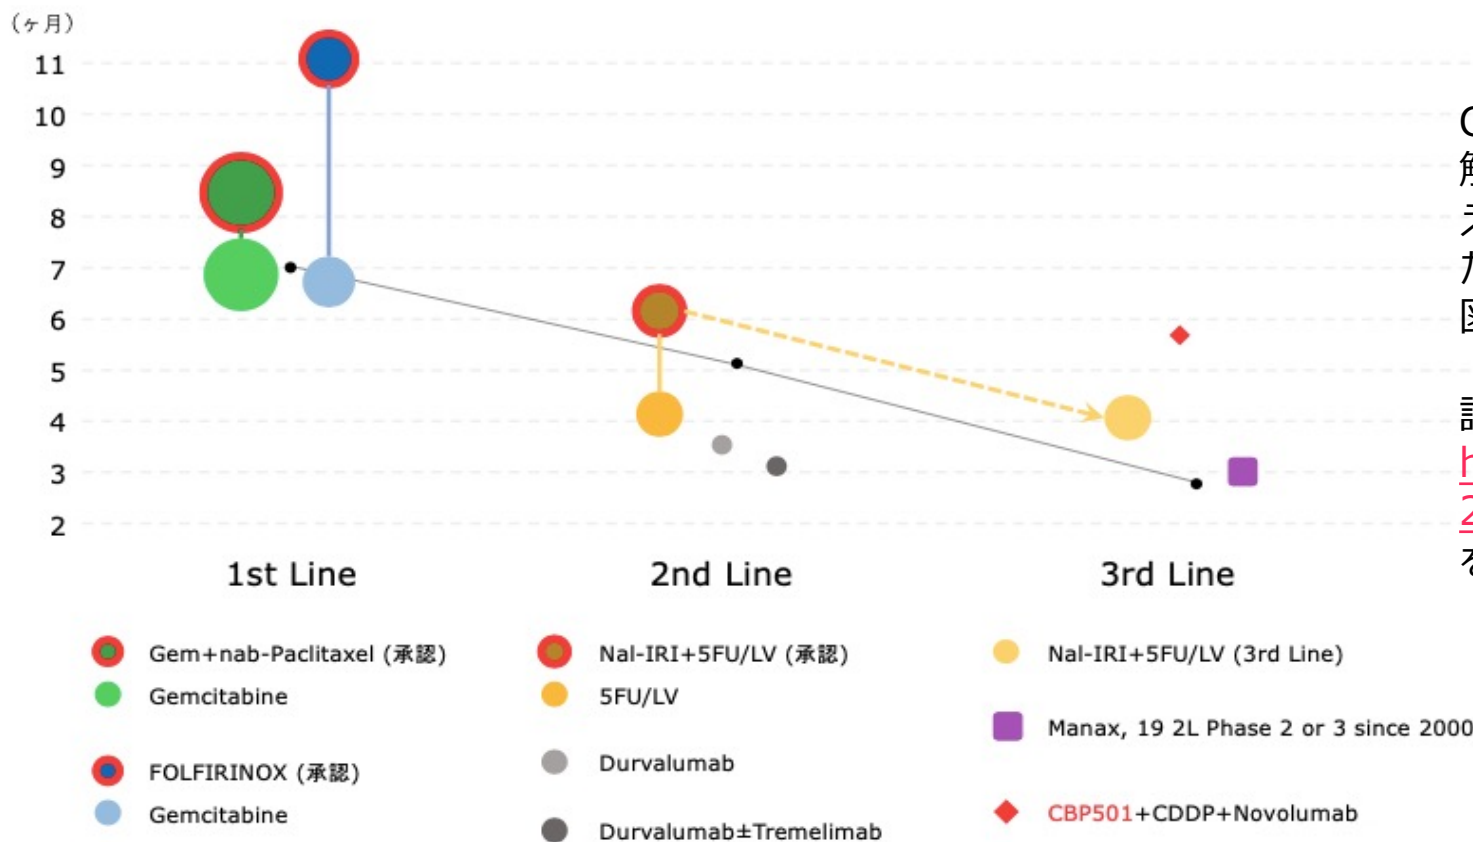 (ヶ月)
11
10
9
8
7
6
5
4
3
2
1st Line
2nd Line
3rd Line
Gem+nab-Paclitaxel (承認)
Gemcitabine
FOLFIRINOX (承認)
Gemcitabine
Nal-IRI+5FU/LV (承認)
5FU/LV
Durvalumab
Durvalumab±Tremelimab
Nal-IRI+5FU/LV (3rd Line)
Manax, 19 2L Phase 2 or 3 since 2000
CBP501+CDDP+Novolumab